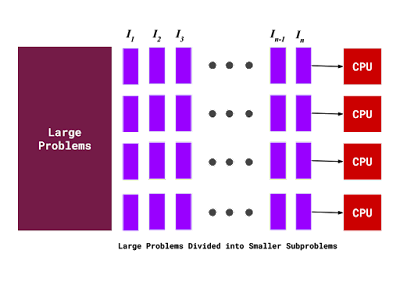 I1 I2 I3 In-1 In
CPU
Large
Problems
CPU
CPU
CPU
Large Problems Divided into Smaller Subproblems